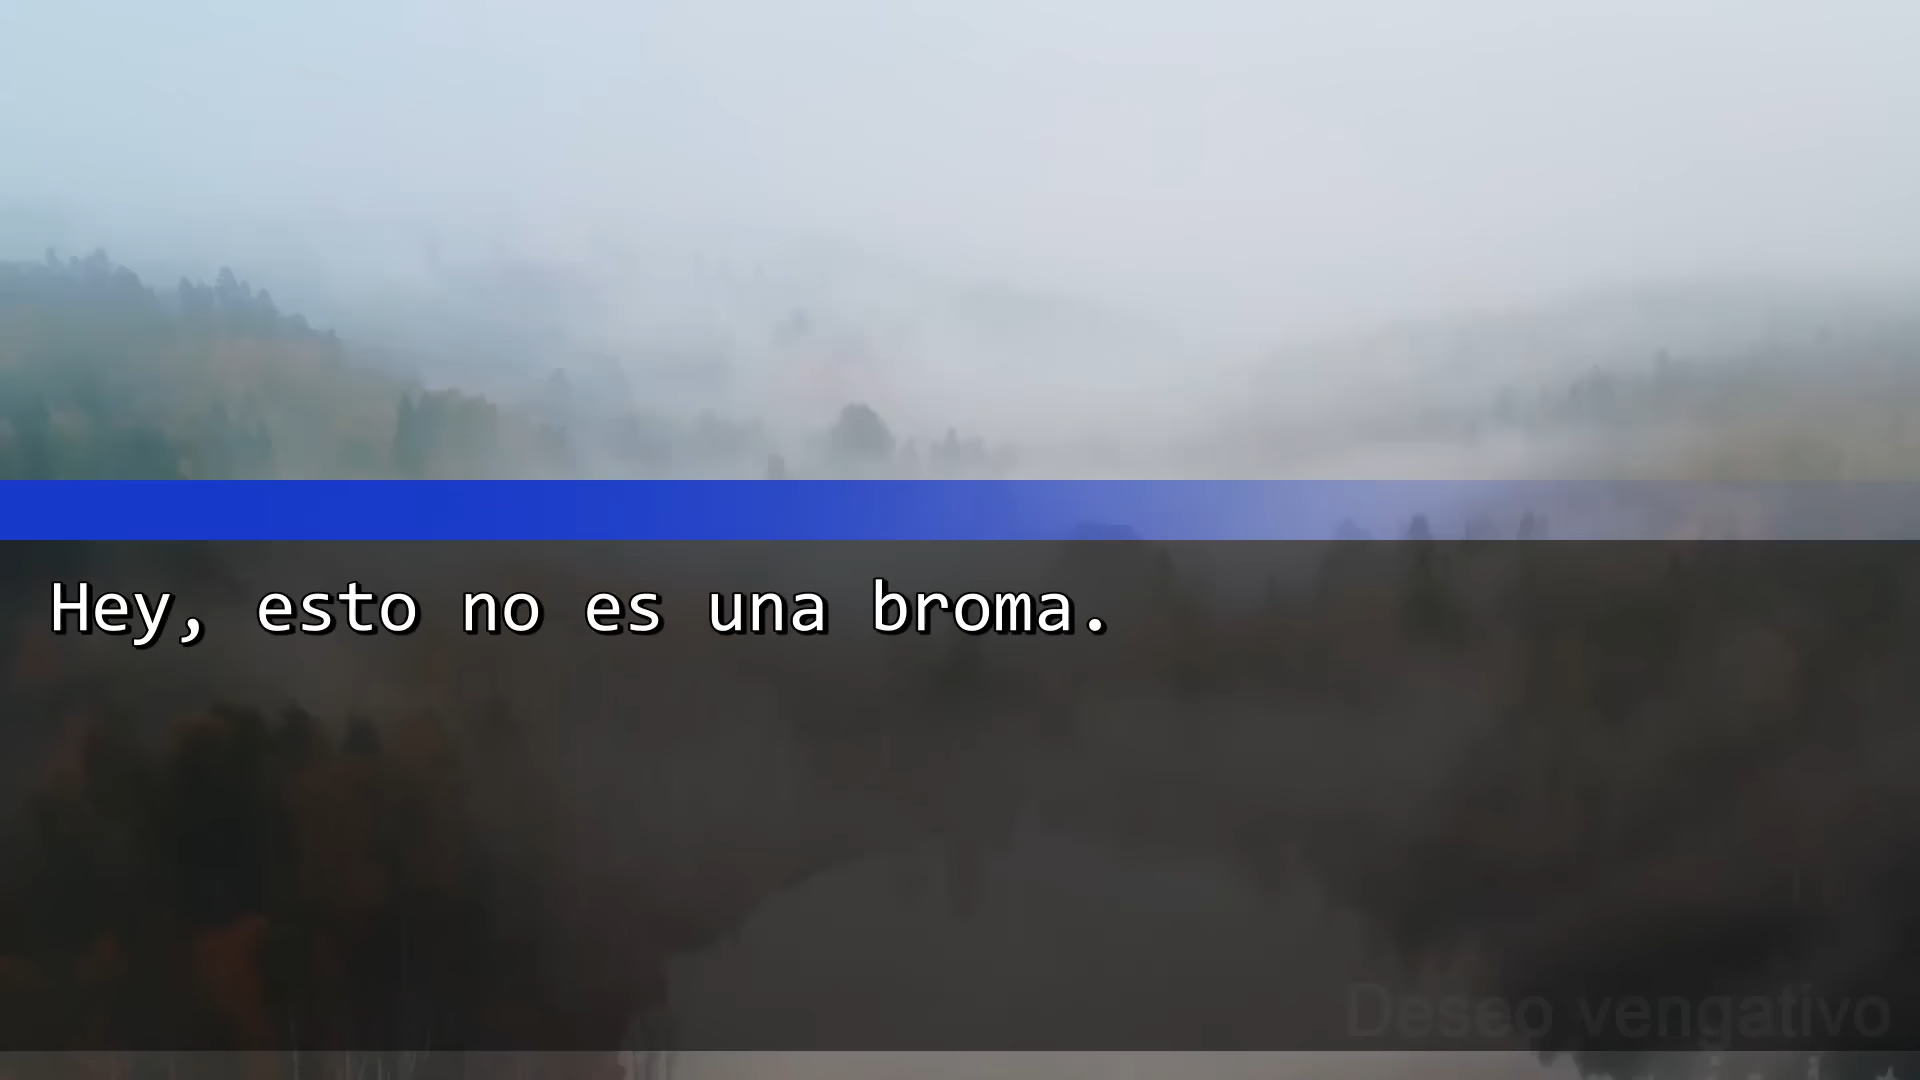 Hey, esto no es una broma.
Deseo vengativo